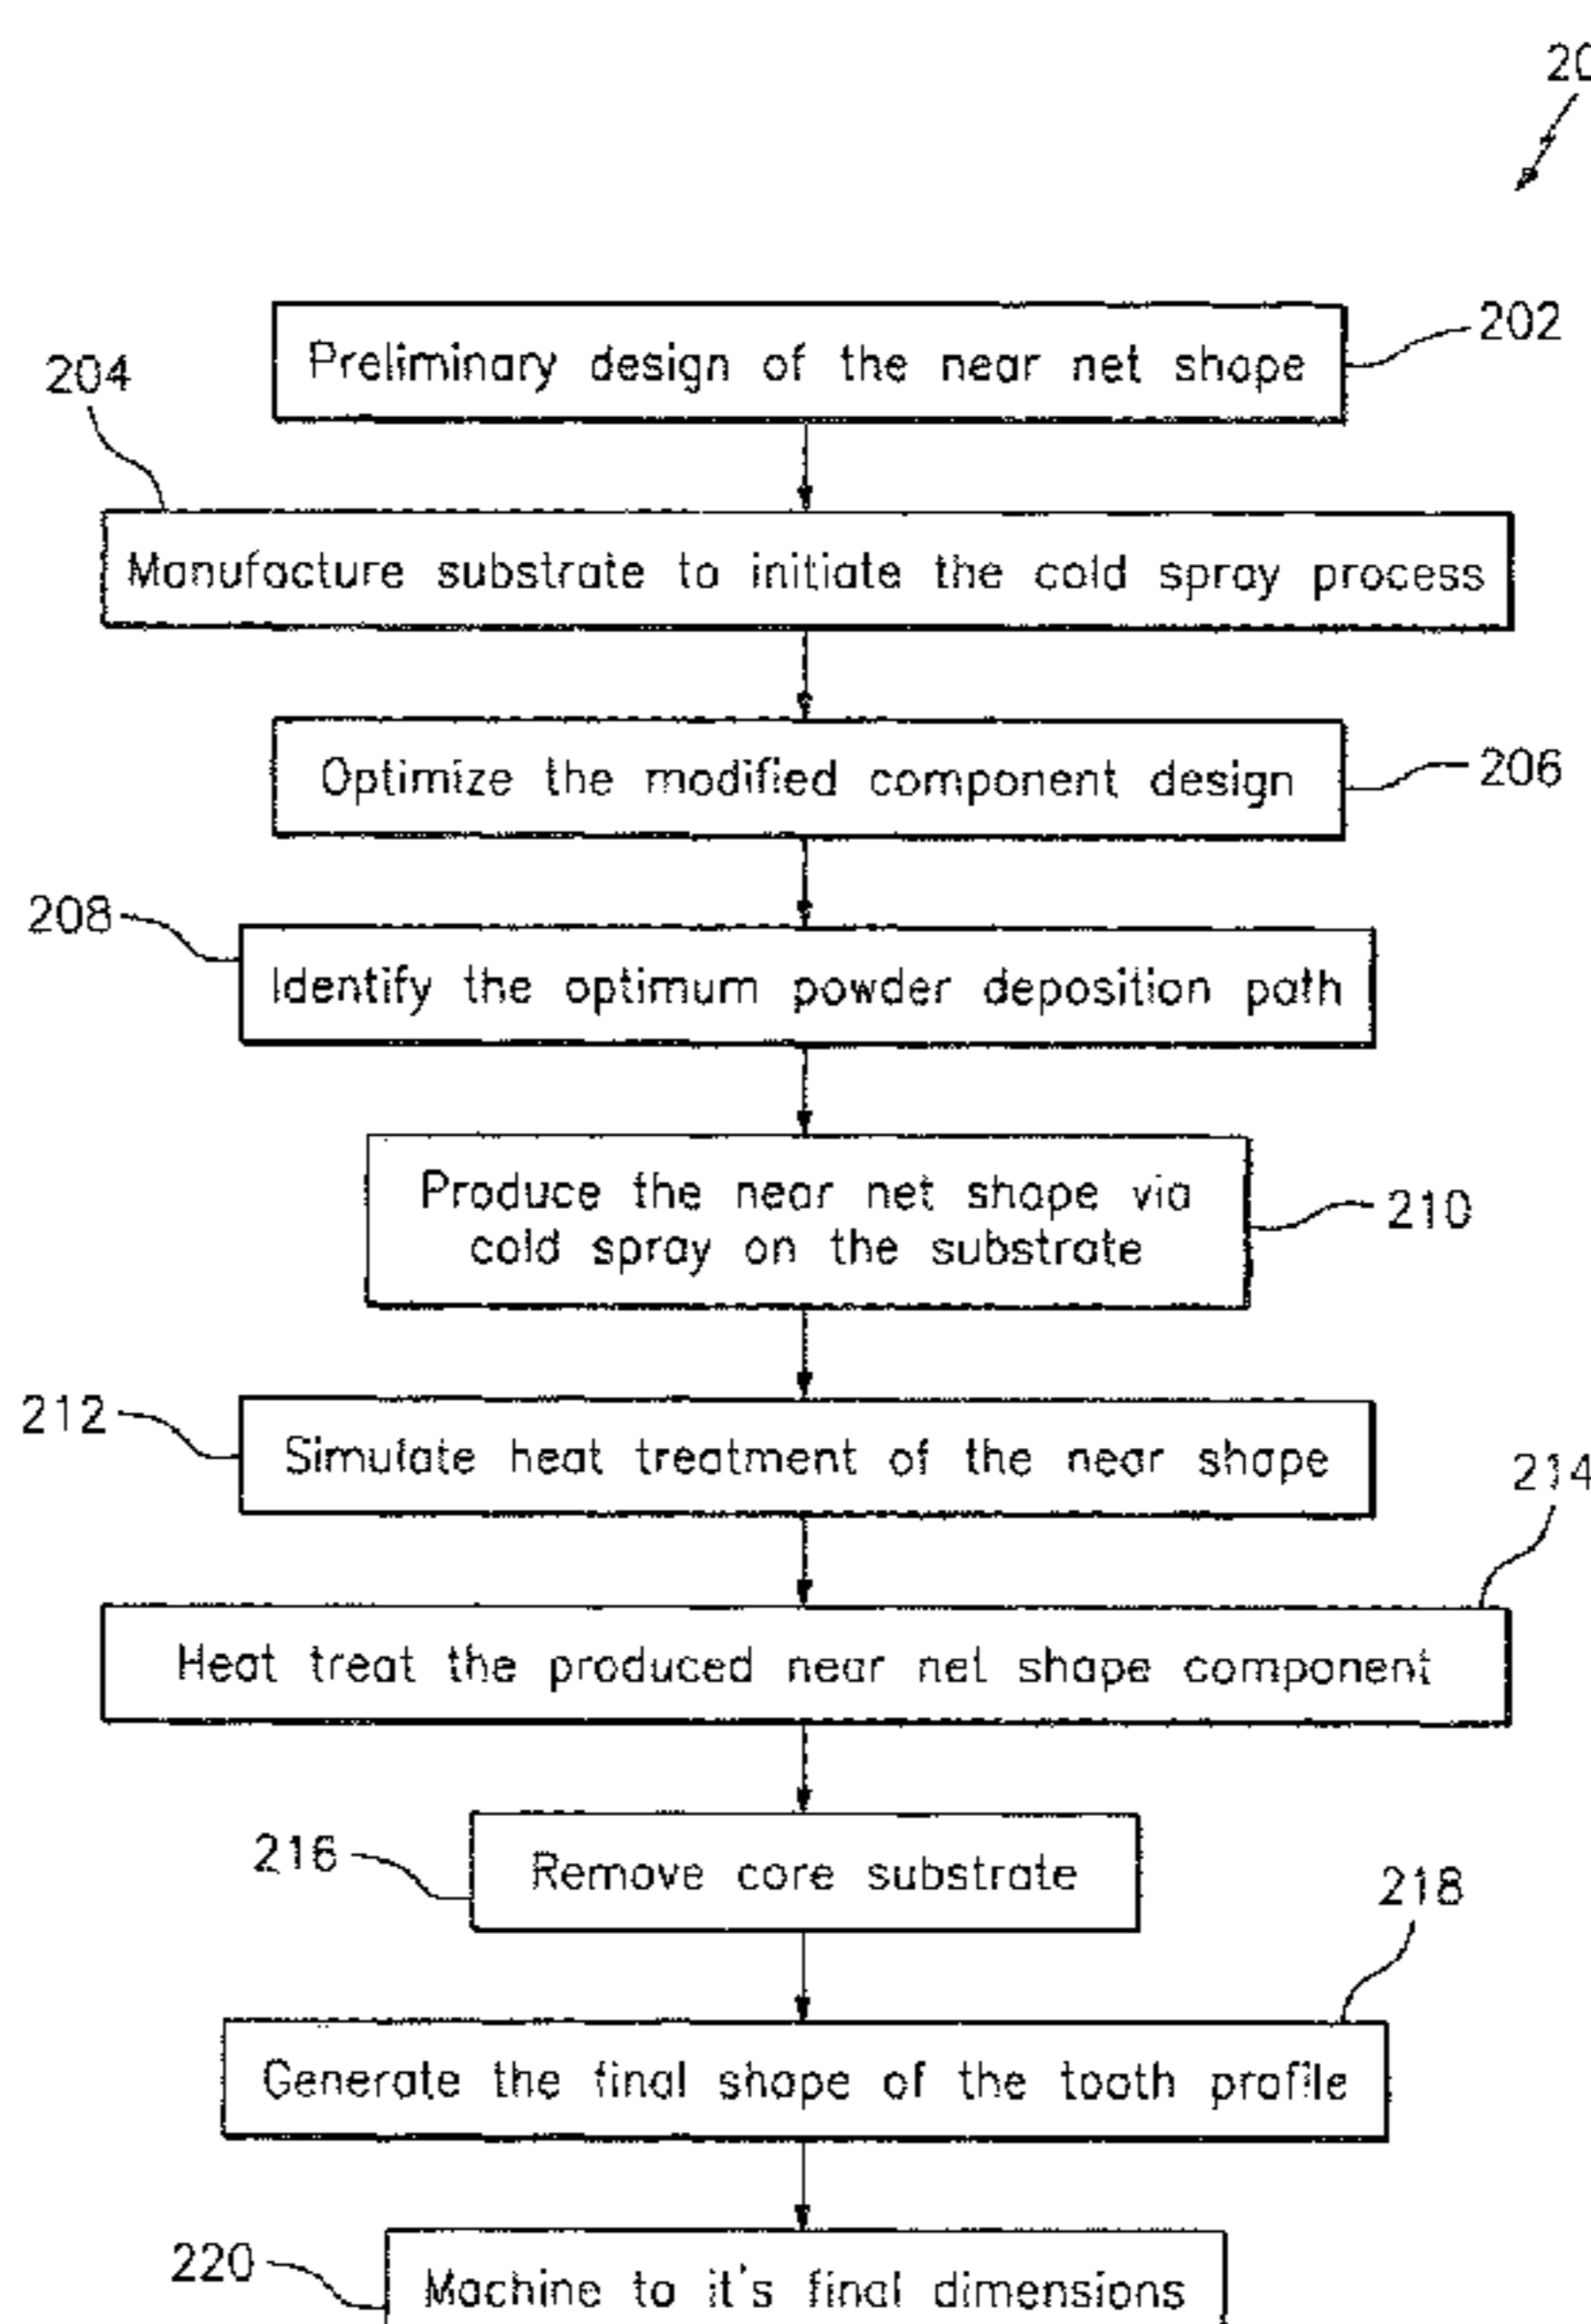 20
202
Preliminary design of the near net shape
204
Manufacture substrate to initiate the cold spray process
Optimize the modified component design
206
208
Identify the optimum powder deposition path
Produce the near net shape via
cold spray on the substrate
210
212
Simulate heat treatment of the near shape
214
Heat treat the produced near net shape component
216
Remove core substrate
218
Generate the final shape of the tooth profile
220
Machine to it's final dimensions